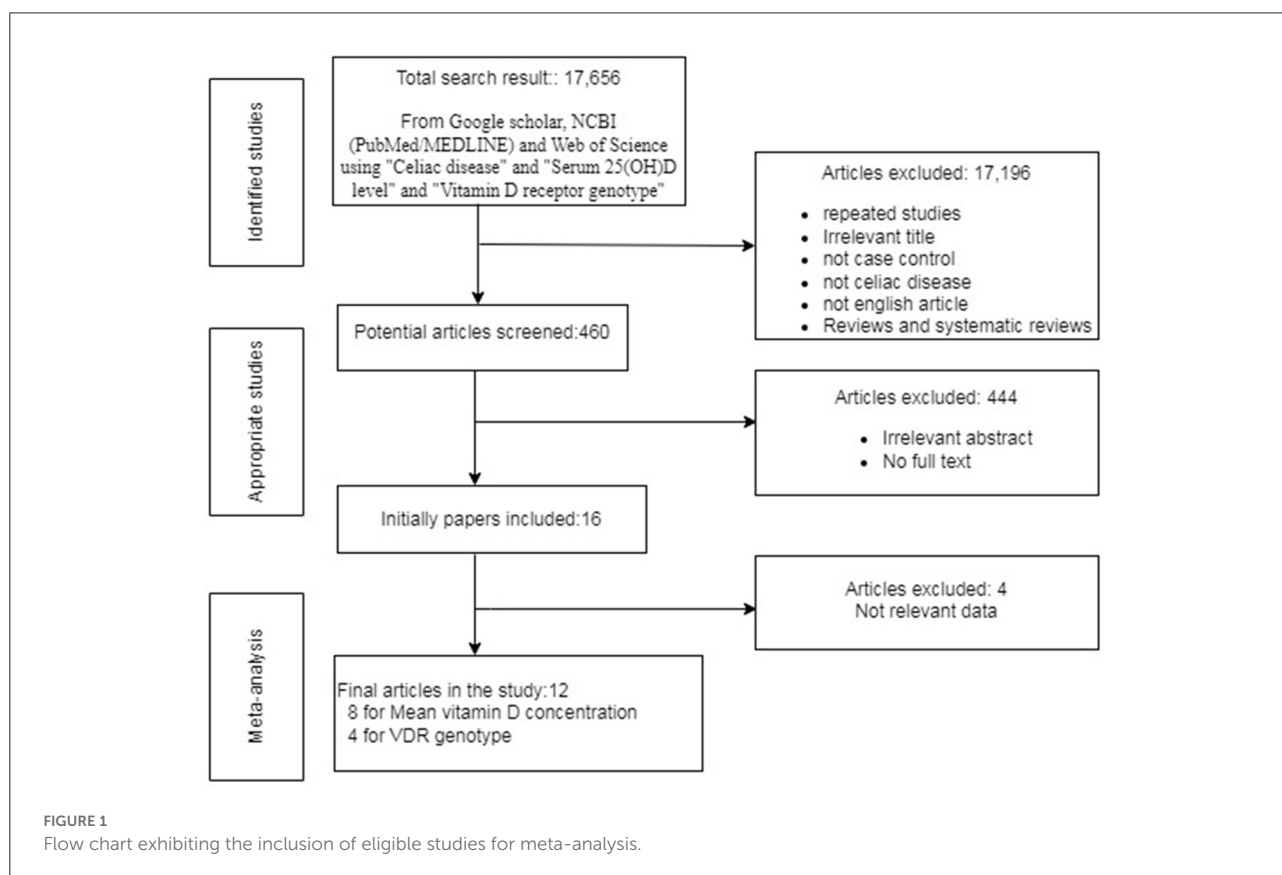 Identified studies
Total search result:: 17,656
From Google scholar, NCBI
(PubMed/MEDLINE) and Web of Science
using "Celiac disease" and "Serum 25(OH)D
level" and "Vitamin D receptor genotype"
Articles excluded: 17,196
• repeated studies
• Irrelevant title
• not case control
• not celiac disease
• not english article
• Reviews and systematic reviews
Appropriate studies
Potential articles screened:460
Articles excluded: 444
• Irrelevant abstract
• No full text
Initially papers included:16
Articles excluded: 4
Not relevant data
Meta-analysis
Final articles in the study:12
8 for Mean vitamin D concentration
4 for VDR genotype
FIGURE 1
Flow chart exhibiting the inclusion of eligible studies for meta-analysis.